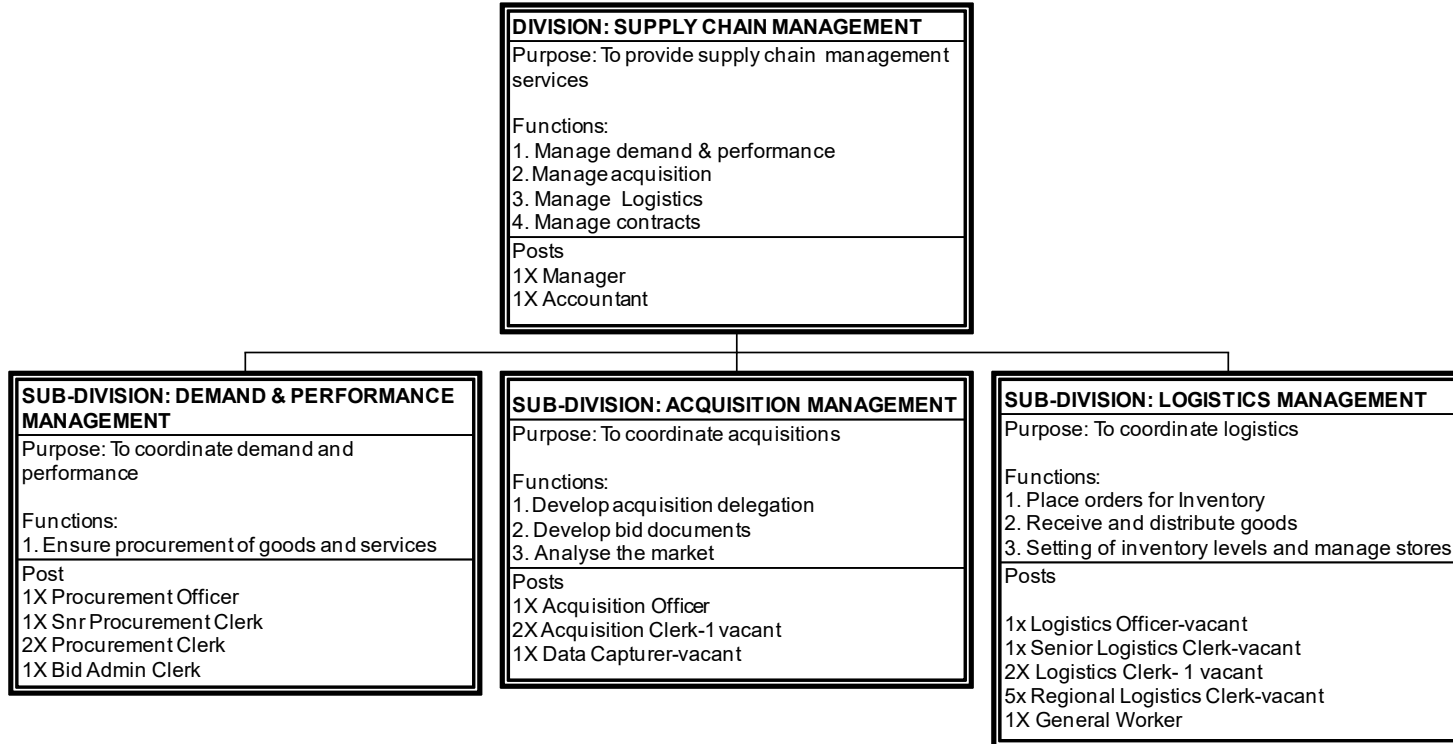 DIVISION: SUPPLY CHAIN MANAGEMENT
Purpose: To provide supply chain management
services
Functions:
1. Manage demand & performance
2. Manage acquisition
3. Manage Logistics
4. Manage contracts
Posts
1X Manager
1X Accountant
SUB-DIVISION: DEMAND & PERFORMANCE
MANAGEMENT
Purpose: To coordinate demand and
performance
Functions:
1. Ensure procurement of goods and services
Post
1X Procurement Officer
1X Snr Procurement Clerk
2X Procurement Clerk
1X Bid Admin Clerk
SUB-DIVISION: ACQUISITION MANAGEMENT
Purpose: To coordinate acquisitions
Functions:
1. Develop acquisition delegation
2. Develop bid documents
3. Analyse the market
Posts
1X Acquisition Officer
2X Acquisition Clerk-1 vacant
1X Data Capturer-vacant
SUB-DIVISION: LOGISTICS MANAGEMENT
Purpose: To coordinate logistics
Functions:
1. Place orders for Inventory
2. Receive and distribute goods
3. Setting of inventory levels and manage stores
Posts
1x Logistics Officer-vacant
1x Senior Logistics Clerk-vacant
2X Logistics Clerk- 1 vacant
5x Regional Logistics Clerk-vacant
1X General Worker